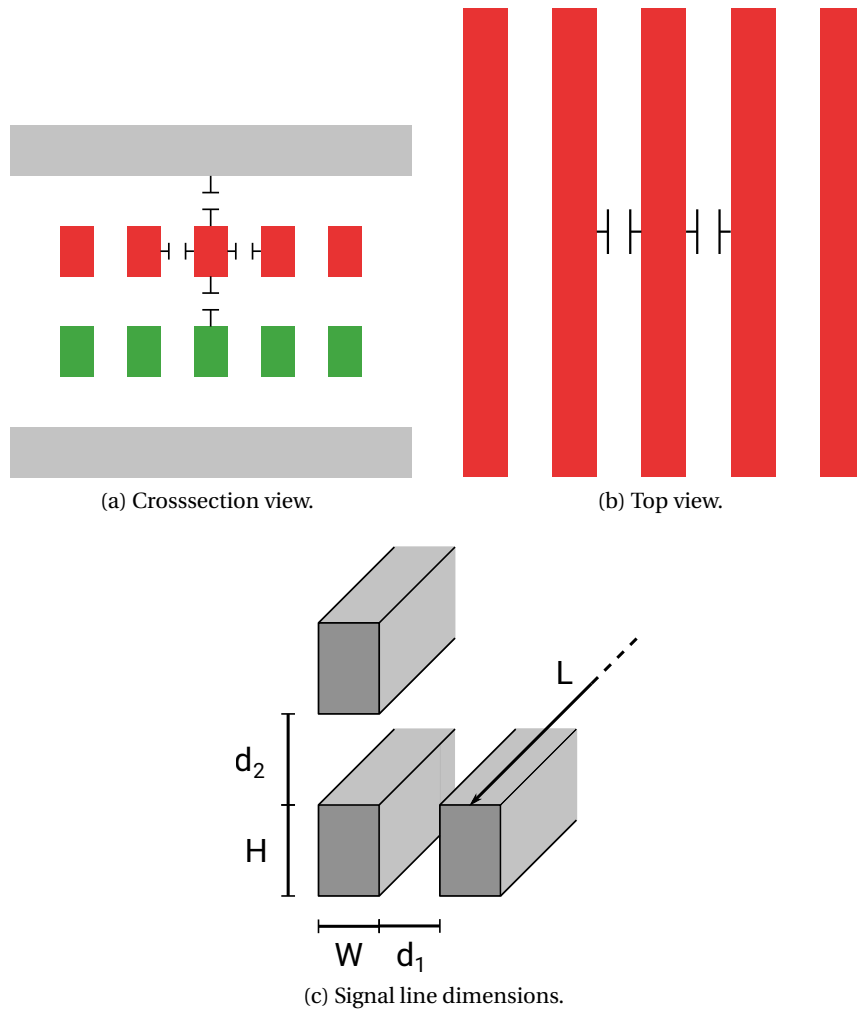 (a) Crosssection view.
(b) Top view.
L
d₂
H
W
d₁
(c) Signal line dimensions.